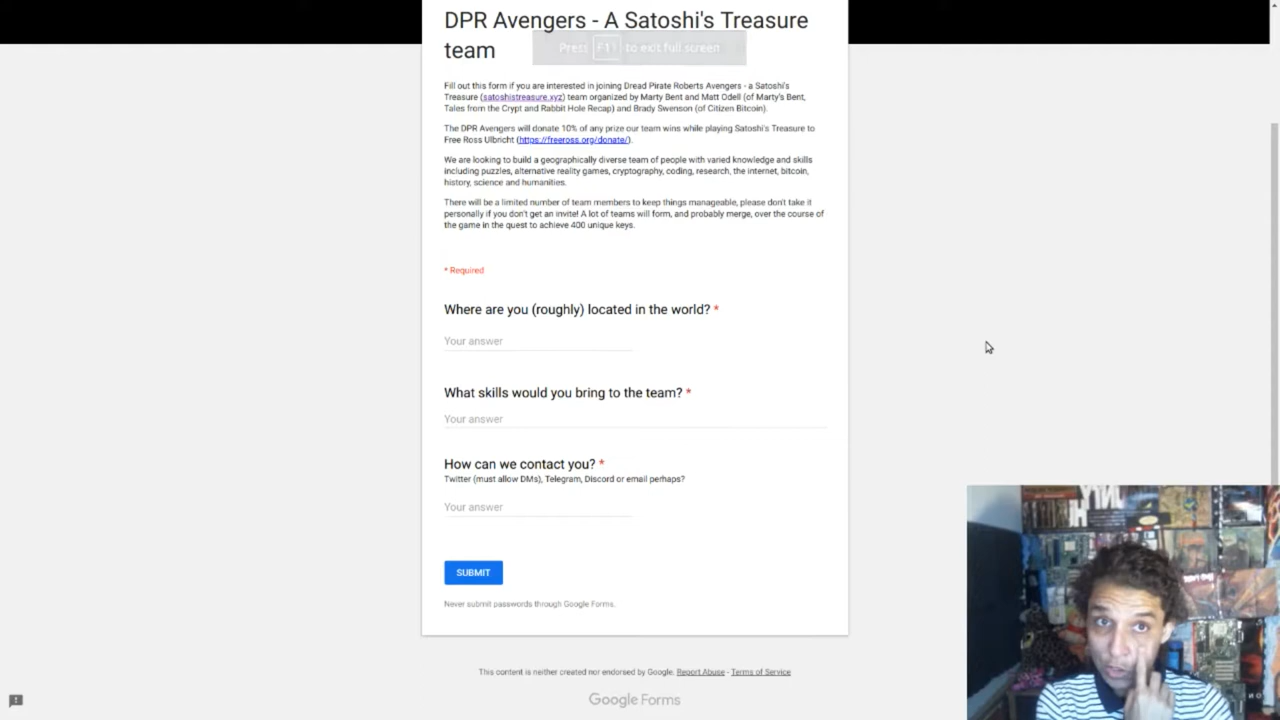 DPR Avengers - A Satoshi's Treasure
team
Press F11 to exit full screen
Fill out this form if you are interested in joining Dread Pirate Roberts Avengers - a Satoshi's
Treasure (satoshistreasure.xyz) team organized by Marty Bent and Matt Odell (of Marty's Bent,
Tales from the Crypt and Rabbit Hole Recap) and Brady Swenson (of Citizen Bitcoin).
The DPR Avengers will donate 10% of any prize our team wins while playing Satoshi's Treasure to
Free Ross Ulbricht (https://freeross.org/donate/).
We are looking to build a geographically diverse team of people with varied knowledge and skills
including puzzles, alternative reality games, cryptography, coding, research, the internet, bitcoin,
history, science and humanities.
There will be a limited number of team members to keep things manageable, please don't take it
personally if you don't get an invite! A lot of teams will form, and probably merge, over the course of
the game in the quest to achieve 400 unique keys.
* Required
Where are you (roughly) located in the world? *
Your answer
What skills would you bring to the team? *
Your answer
How can we contact you? *
Twitter (must allow DMs), Telegram, Discord or email perhaps?
Your answer
SUBMIT
Never submit passwords through Google Forms.
This content is neither created nor endorsed by Google. Report Abuse - Terms of Service
Google Forms